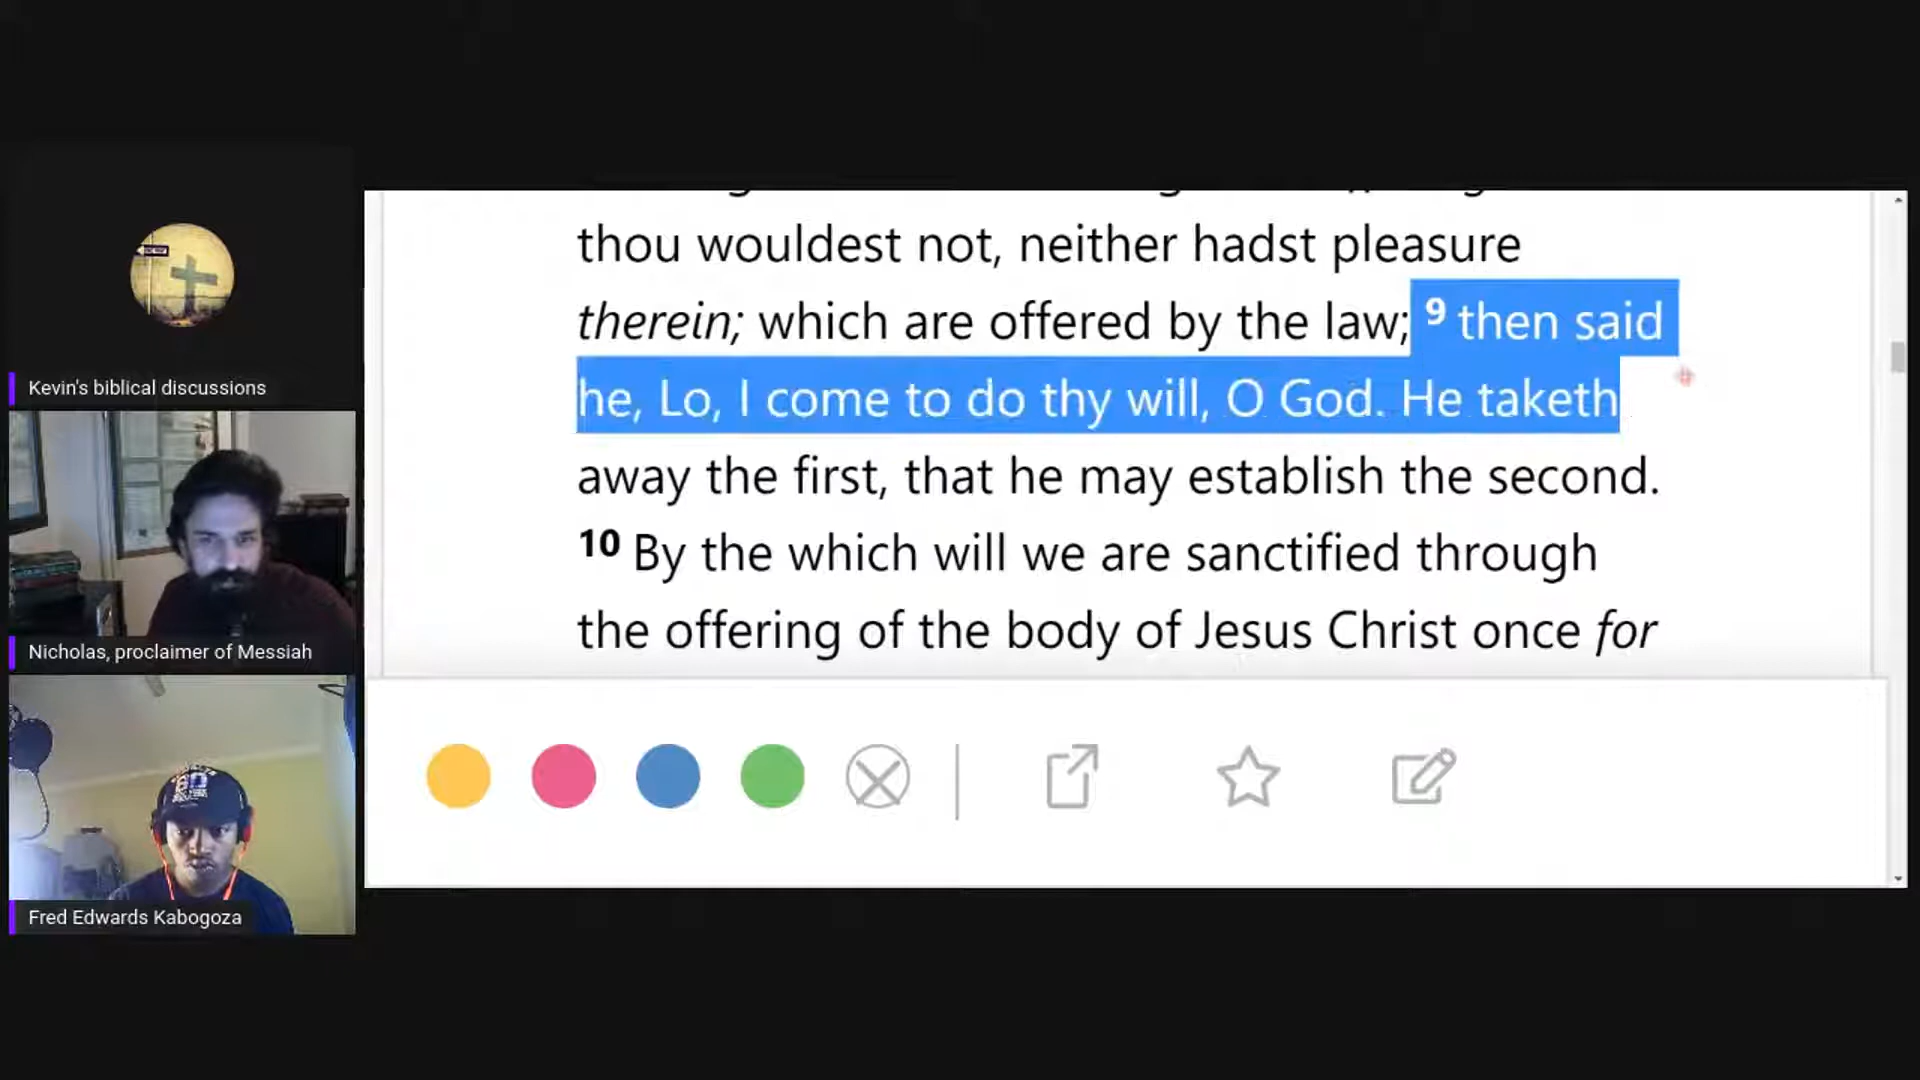 Kevin's biblical discussions
Nicholas, proclaimer of Messiah
Fred Edwards Kabogoza
thou wouldest not, neither hadst pleasure
therein; which are offered by the law; 9 then said
he, Lo, I come to do thy will, O God. He taketh
away the first, that he may establish the second.
10 By the which will we are sanctified through
the offering of the body of Jesus Christ once for